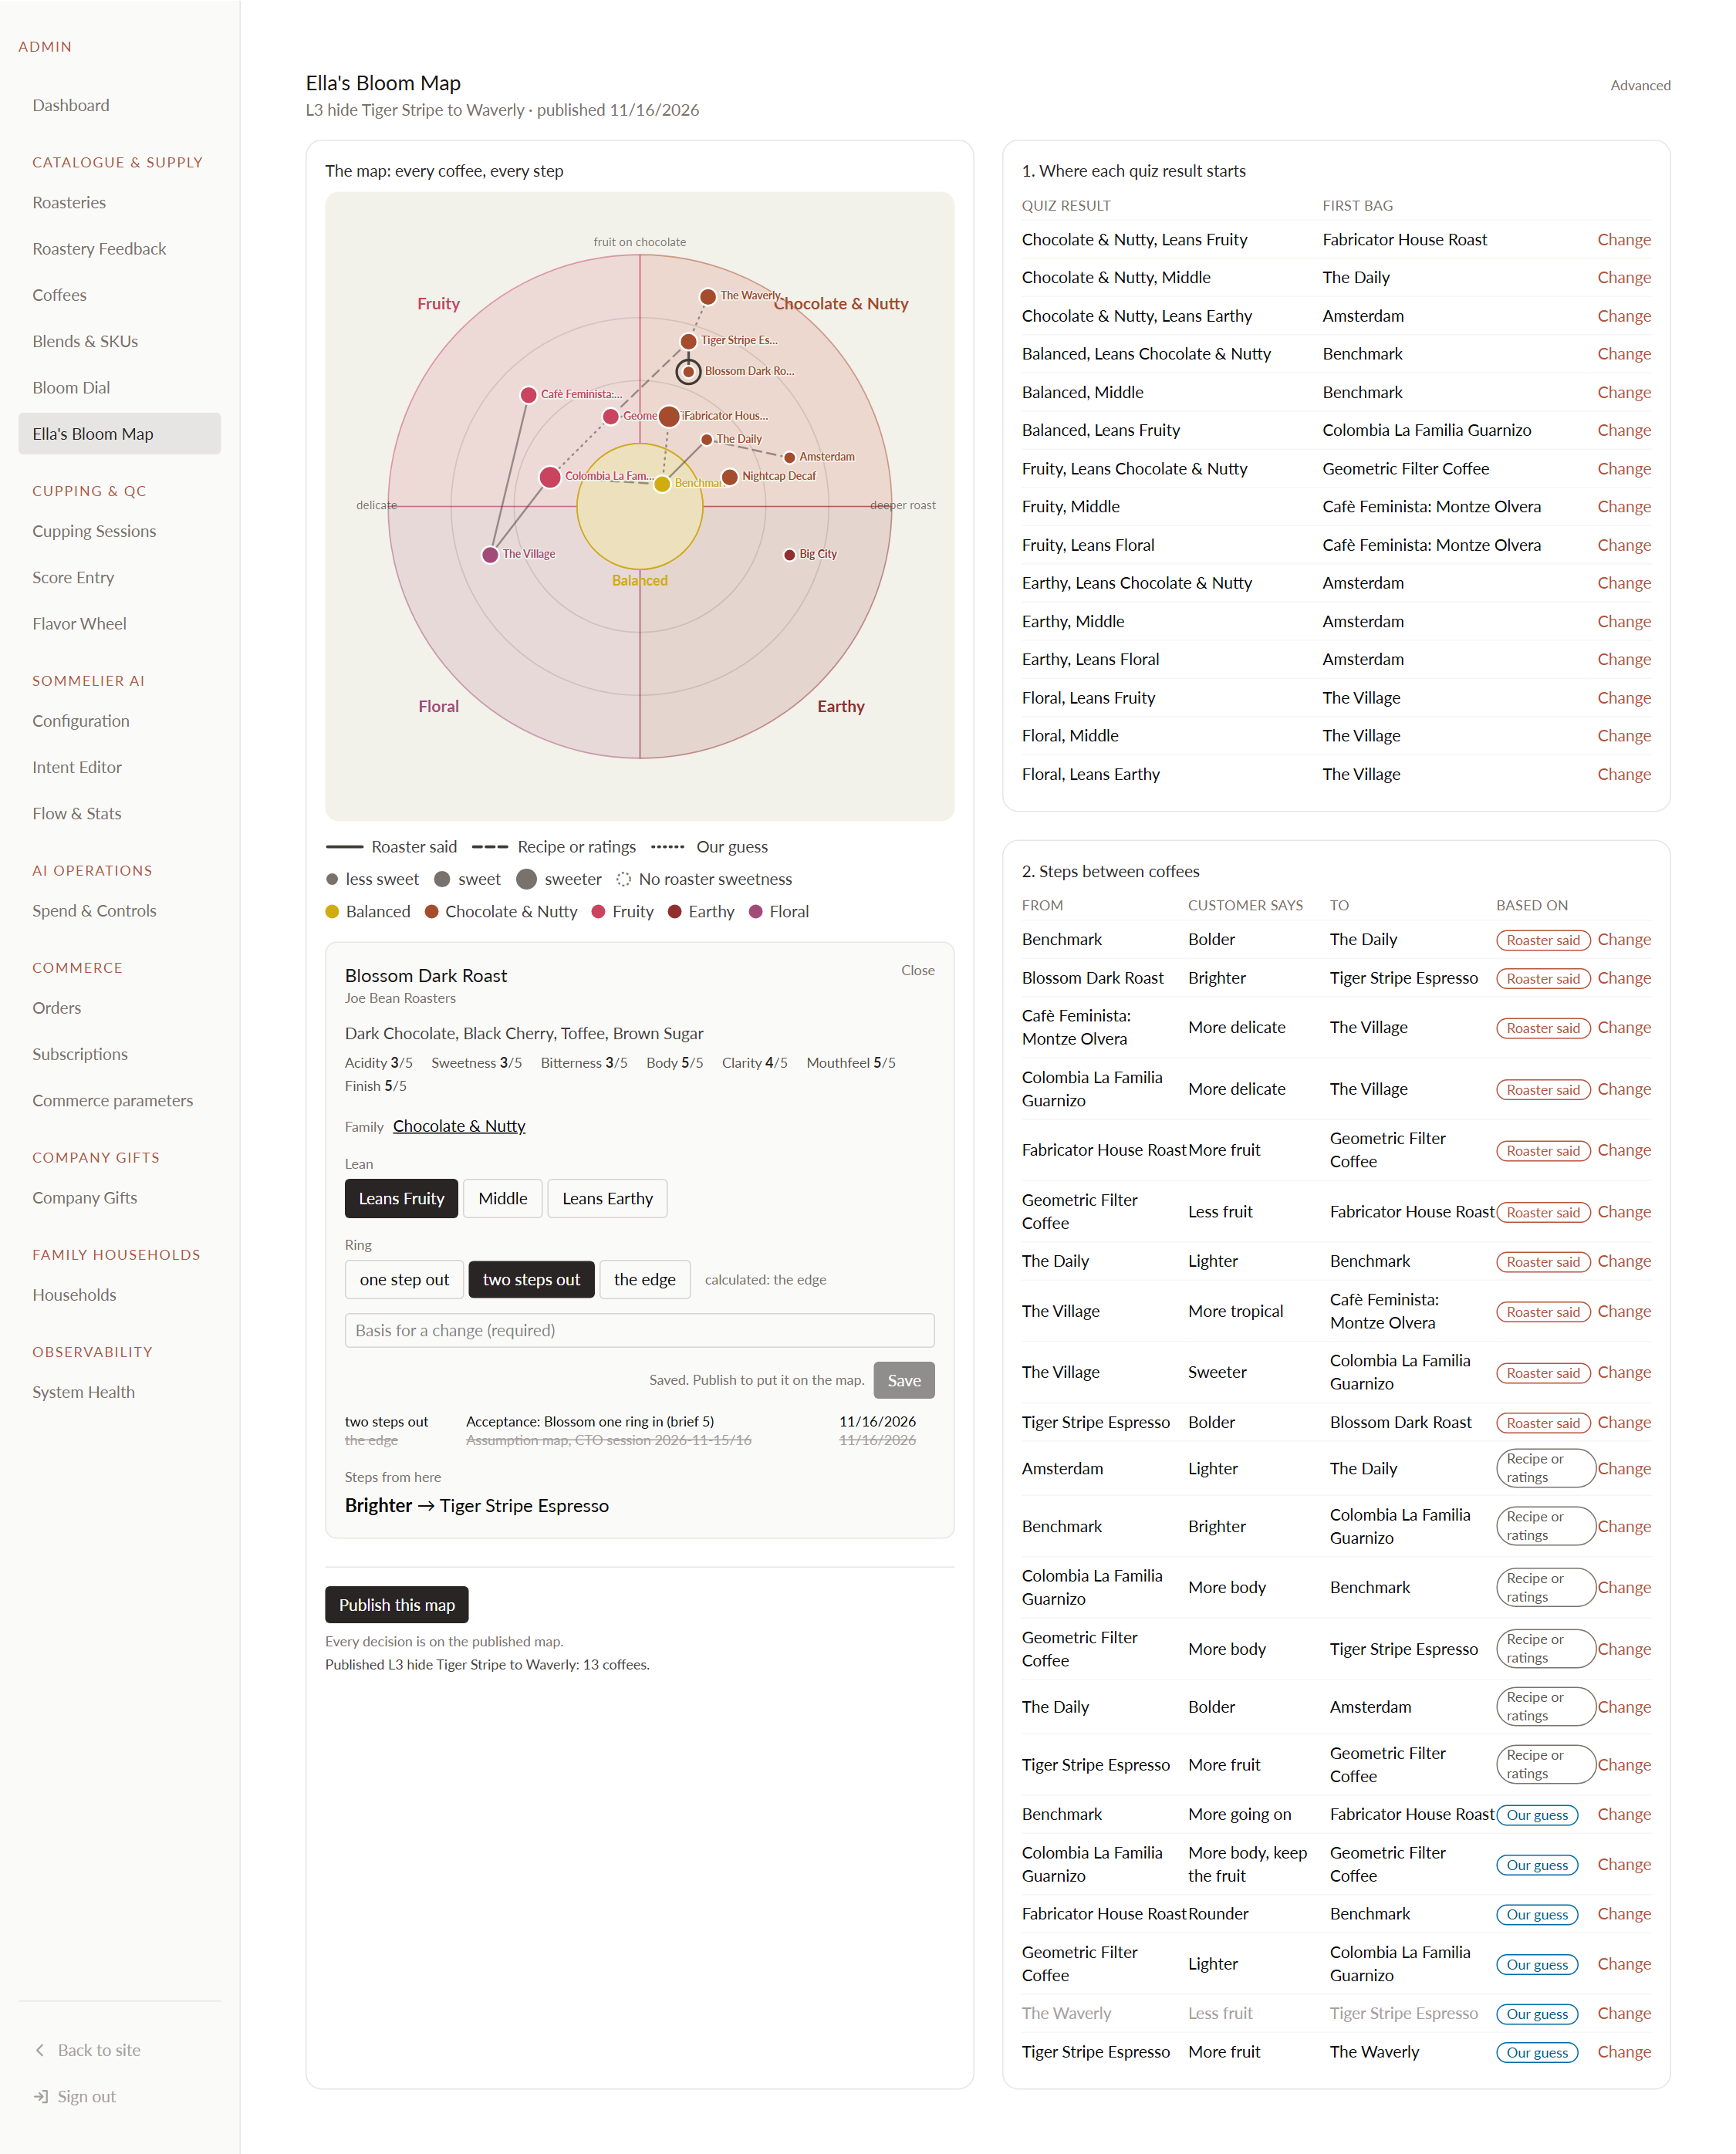 ADMIN
Dashboard
CATALOGUE & SUPPLY
Roasteries
Roastery Feedback
Coffees
Blends & SKUs
Bloom Dial
Ella's Bloom Map
CUPPING & QC
Cupping Sessions
Score Entry
Flavor Wheel
SOMMELIER AI
Configuration
Intent Editor
Flow & Stats
AI OPERATIONS
Spend & Controls
COMMERCE
Orders
Subscriptions
Commerce parameters
COMPANY GIFTS
Company Gifts
FAMILY HOUSEHOLDS
Households
OBSERVABILITY
System Health
Back to site
Sign out
Ella's Bloom Map
Advanced
L3 hide Tiger Stripe to Waverly · published 11/16/2026
The map: every coffee, every step
fruit on chocolate
Fruity
The Waverly
Chocolate & Nutty
Tiger Stripe Es...
Blossom Dark Ro...
Cafè Feminista:...
Geome
Fabricator Hous...
The Daily
Amsterdam
Colombia La Fam...
Benchmar
Nightcap Decaf
delicate
deeper roast
The Village
Big City
Balanced
Floral
Earthy
Roaster said Recipe or ratings Our guess
less sweet sweet sweeter No roaster sweetness
Balanced Chocolate & Nutty Fruity Earthy Floral
Blossom Dark Roast
Close
Joe Bean Roasters
Dark Chocolate, Black Cherry, Toffee, Brown Sugar
Acidity 3/5 Sweetness 3/5 Bitterness 3/5 Body 5/5 Clarity 4/5 Mouthfeel 5/5
Finish 5/5
Family Chocolate & Nutty
Lean
Leans Fruity Middle Leans Earthy
Ring
one step out two steps out the edge calculated: the edge
Basis for a change (required)
Saved. Publish to put it on the map. Save
two steps out Acceptance: Blossom one ring in (brief 5) 11/16/2026
the edge Assumption map, CTO session 2026-11-15/16 11/16/2026
Steps from here
Brighter → Tiger Stripe Espresso
Publish this map
Every decision is on the published map.
Published L3 hide Tiger Stripe to Waverly: 13 coffees.
1. Where each quiz result starts
QUIZ RESULT FIRST BAG
Chocolate & Nutty, Leans Fruity Fabricator House Roast Change
Chocolate & Nutty, Middle The Daily Change
Chocolate & Nutty, Leans Earthy Amsterdam Change
Balanced, Leans Chocolate & Nutty Benchmark Change
Balanced, Middle Benchmark Change
Balanced, Leans Fruity Colombia La Familia Guarnizo Change
Fruity, Leans Chocolate & Nutty Geometric Filter Coffee Change
Fruity, Middle Cafè Feminista: Montze Olvera Change
Fruity, Leans Floral Cafè Feminista: Montze Olvera Change
Earthy, Leans Chocolate & Nutty Amsterdam Change
Earthy, Middle Amsterdam Change
Earthy, Leans Floral Amsterdam Change
Floral, Leans Fruity The Village Change
Floral, Middle The Village Change
Floral, Leans Earthy The Village Change
2. Steps between coffees
FROM CUSTOMER SAYS TO BASED ON
Benchmark Bolder The Daily Roaster said Change
Blossom Dark Roast Brighter Tiger Stripe Espresso Roaster said Change
Cafè Feminista:
Montze Olvera More delicate The Village Roaster said Change
Colombia La Familia
Guarnizo More delicate The Village Roaster said Change
Fabricator House Roast More fruit Geometric Filter
Coffee Roaster said Change
Geometric Filter
Coffee Less fruit Fabricator House Roast Roaster said Change
The Daily Lighter Benchmark Roaster said Change
The Village More tropical Cafè Feminista:
Montze Olvera Roaster said Change
The Village Sweeter Colombia La Familia
Guarnizo Roaster said Change
Tiger Stripe Espresso Bolder Blossom Dark Roast Roaster said Change
Amsterdam Lighter The Daily Recipe or
ratings Change
Benchmark Brighter Colombia La Familia
Guarnizo Recipe or
ratings Change
Colombia La Familia
Guarnizo More body Benchmark Recipe or
ratings Change
Geometric Filter
Coffee More body Tiger Stripe Espresso Recipe or
ratings Change
The Daily Bolder Amsterdam Recipe or
ratings Change
Tiger Stripe Espresso More fruit Geometric Filter
Coffee Recipe or
ratings Change
Benchmark More going on Fabricator House Roast Our guess Change
Colombia La Familia
Guarnizo More body, keep
the fruit Geometric Filter
Coffee Our guess Change
Fabricator House Roast Rounder Benchmark Our guess Change
Geometric Filter
Coffee Lighter Colombia La Familia
Guarnizo Our guess Change
The Waverly Less fruit Tiger Stripe Espresso Our guess Change
Tiger Stripe Espresso More fruit The Waverly Our guess Change